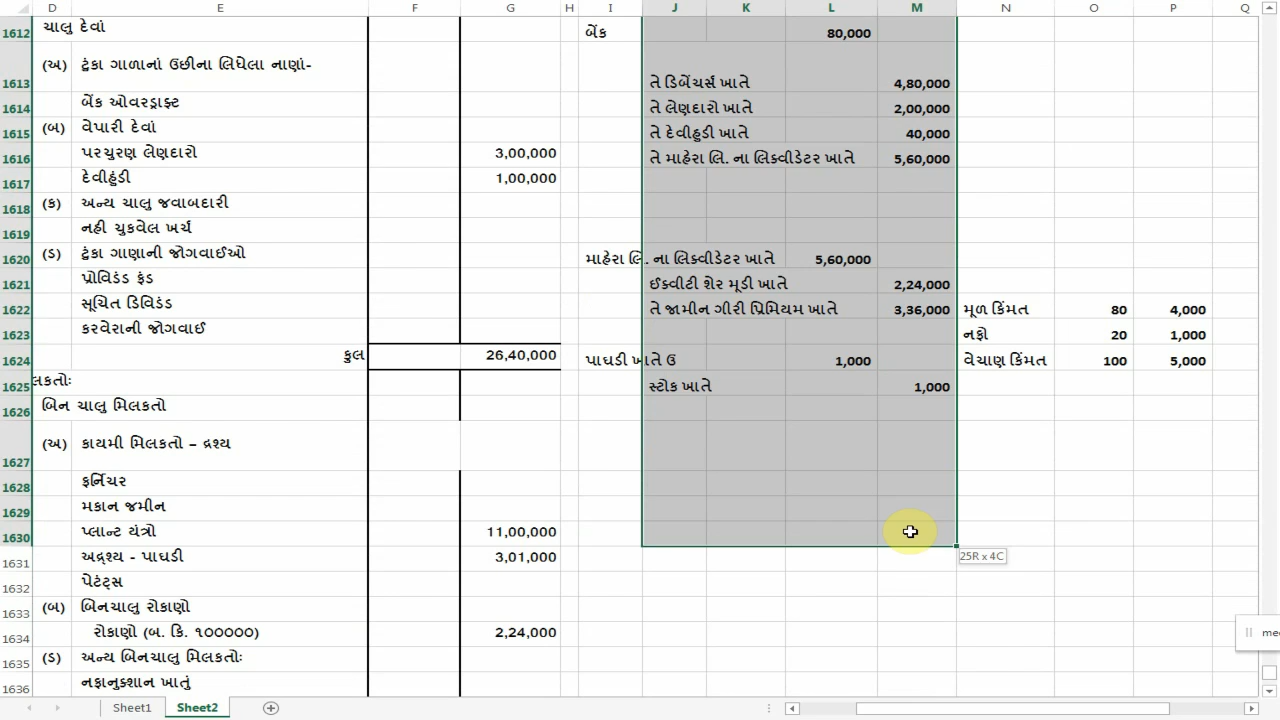 D E F G H I J K L M N O P Q
1612 ચાલુ દેવાં બેંક 80,000
1613 (અ) ટુંકા ગાળાનાં ઉછીના લિધેલા નાણાં- તે ડિબેંચર્સ ખાતે 4,80,000
1614 બેંક ઓવરડ્રાફ્ટ તે લેણદારો ખાતે 2,00,000
1615 (બ) વેપારી દેવાં તે દેવીહુડી ખાતે 40,000
1616 પરચુરણ લેણદારો 3,00,000 તે માહેરા લિ. ના લિક્વીડેટર ખાતે 5,60,000
1617 દેવીહુંડી 1,00,000
1618 (ક) અન્ય ચાલુ જવાબદારી
1619 નહી ચુકવેલ ખર્ચ
1620 (ડ) ટુંકા ગાણાની જોગવાઈઓ માહેરા લિ. ના લિક્વીડેટર ખાતે 5,60,000
1621 પ્રોવિડંડ ફંડ ઈક્વીટી શેર મૂડી ખાતે 2,24,000
1622 સૂચિત ડિવિડંડ તે જામીન ગીરી પ્રિમિયમ ખાતે 3,36,000 મૂળ કિંમત 80 4,000
1623 કરવેરાની જોગવાઈ નફો 20 1,000
1624 કુલ 26,40,000 પાઘડી ખાતે ઉ 1,000 વેચાણ કિંમત 100 5,000
1625 લકતોઃ સ્ટોક ખાતે 1,000
1626 બિન ચાલુ મિલકતો
1627 (અ) કાયમી મિલકતો – દ્રશ્ય
1628 ફર્નિચર
1629 મકાન જમીન
1630 પ્લાન્ટ યંત્રો 11,00,000
1631 અદ્રશ્ય - પાઘડી 3,01,000 25R x 4C
1632 પેટંટ્સ
1633 (બ) બિનચાલુ રોકાણો
1634 રોકાણો (બ. કિ. ૧૦૦૦૦૦) 2,24,000
1635 (ડ) અન્ય બિનચાલુ મિલકતોઃ
1636 નફાનુક્શાન ખાતું
Sheet1 Sheet2